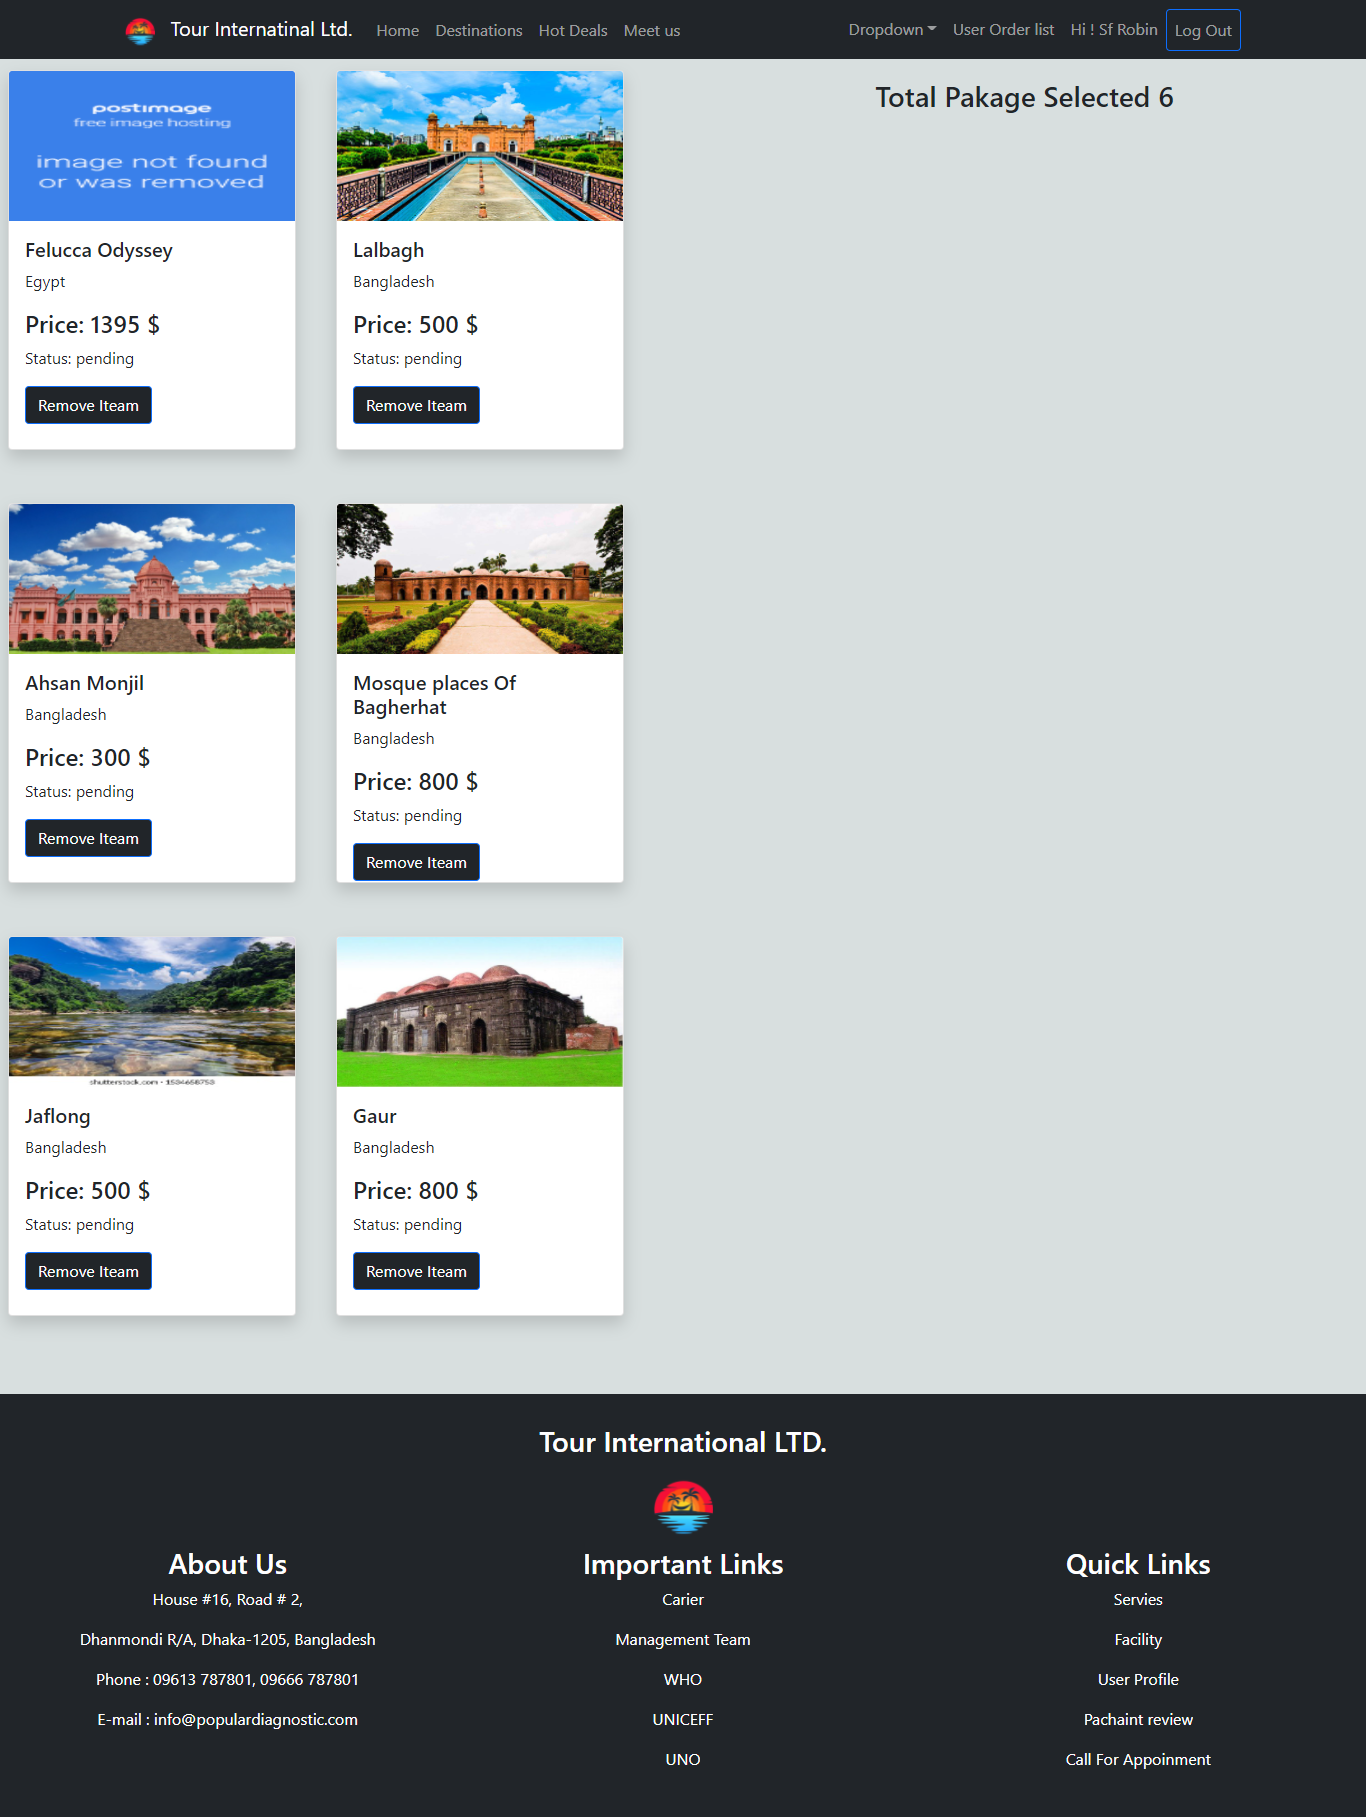 Tour Internatinal Ltd.
Home
Destinations
Hot Deals
Meet us
Dropdown
User Order list
Hi ! Sf Robin
Log Out
postimage
free image hosting
image not found
or was removed
Felucca Odyssey
Egypt
Price: 1395 $
Status: pending
Remove Iteam
Lalbagh
Bangladesh
Price: 500 $
Status: pending
Remove Iteam
Total Pakage Selected 6
Ahsan Monjil
Bangladesh
Price: 300 $
Status: pending
Remove Iteam
Mosque places Of
Bagherhat
Bangladesh
Price: 800 $
Status: pending
Remove Iteam
shutterstock.com • 1534658753
Jaflong
Bangladesh
Price: 500 $
Status: pending
Remove Iteam
Gaur
Bangladesh
Price: 800 $
Status: pending
Remove Iteam
Tour International LTD.
About Us
House #16, Road # 2,
Dhanmondi R/A, Dhaka-1205, Bangladesh
Phone : 09613 787801, 09666 787801
E-mail : info@populardiagnostic.com
Important Links
Carier
Management Team
WHO
UNICEFF
UNO
Quick Links
Servies
Facility
User Profile
Pachaint review
Call For Appoinment